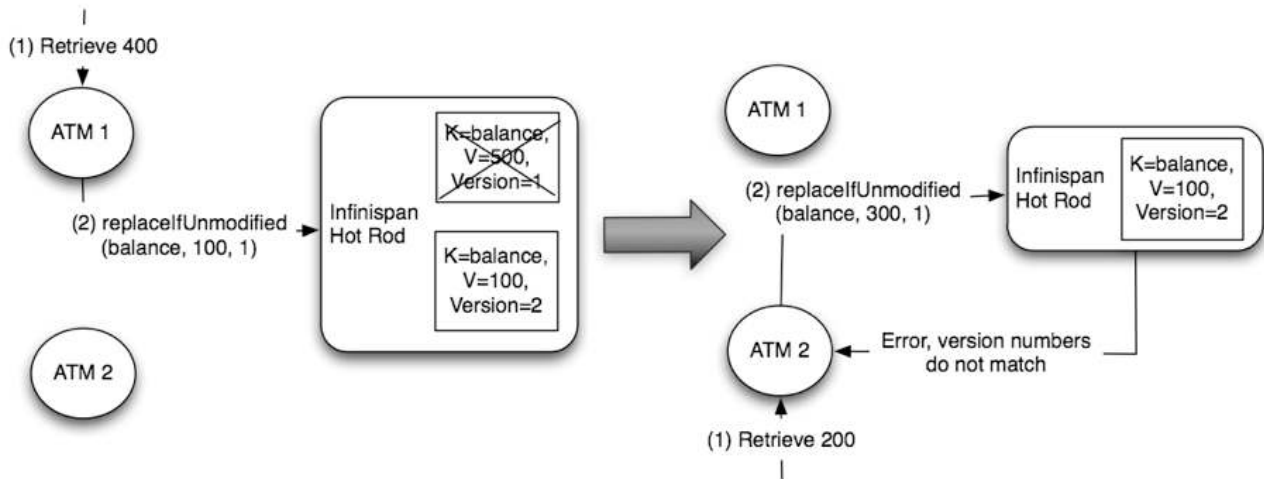 (1) Retrieve 400
ATM 1
(2) replaceIfUnmodified
(balance, 100, 1)
ATM 2
Infinispan
Hot Rod
K=balance,
V=500,
Version=1
K=balance,
V=100,
Version=2
ATM 1
(2) replaceIfUnmodified
(balance, 300, 1)
Infinispan
Hot Rod
K=balance,
V=100,
Version=2
ATM 2
Error, version numbers
do not match
(1) Retrieve 200